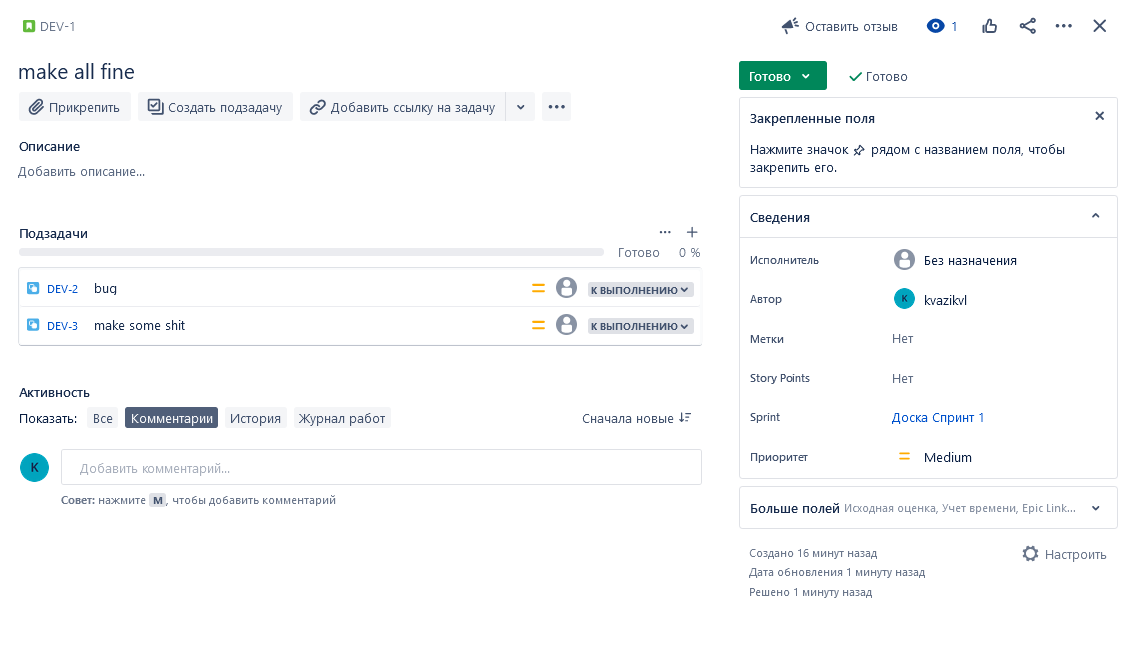 DEV-1
Оставить отзыв
1
make all fine
Прикрепить
Создать подзадачу
Добавить ссылку на задачу
Описание
Добавить описание...
Подзадачи
Готово 0 %
DEV-2 bug К ВЫПОЛНЕНИЮ
DEV-3 make some shit К ВЫПОЛНЕНИЮ
Активность
Показать: Все Комментарии История Журнал работ Сначала новые
K
Добавить комментарий...
Совет: нажмите M, чтобы добавить комментарий
Готово
Готово
Закрепленные поля
Нажмите значок рядом с названием поля, чтобы
закрепить его.
Сведения
Исполнитель Без назначения
Автор K kvazikvl
Метки Нет
Story Points Нет
Sprint Доска Спринт 1
Приоритет Medium
Больше полей Исходная оценка, Учет времени, Epic Link...
Создано 16 минут назад
Настроить
Дата обновления 1 минуту назад
Решено 1 минуту назад